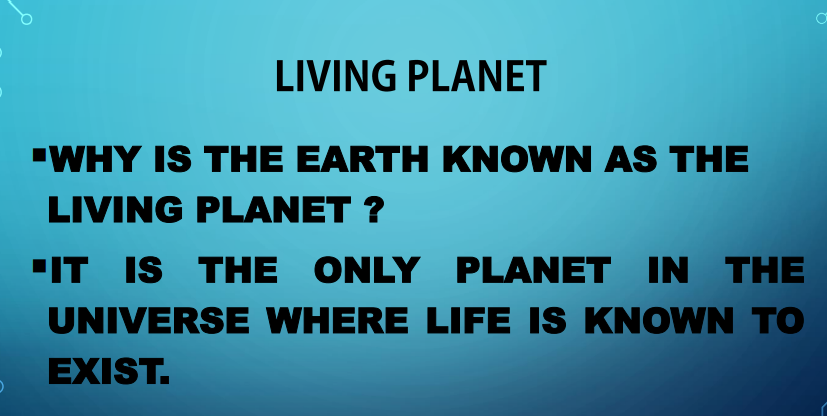 LIVING PLANET
▪WHY IS THE EARTH KNOWN AS THE
LIVING PLANET ?
▪IT IS THE ONLY PLANET IN THE
UNIVERSE WHERE LIFE IS KNOWN TO
EXIST.